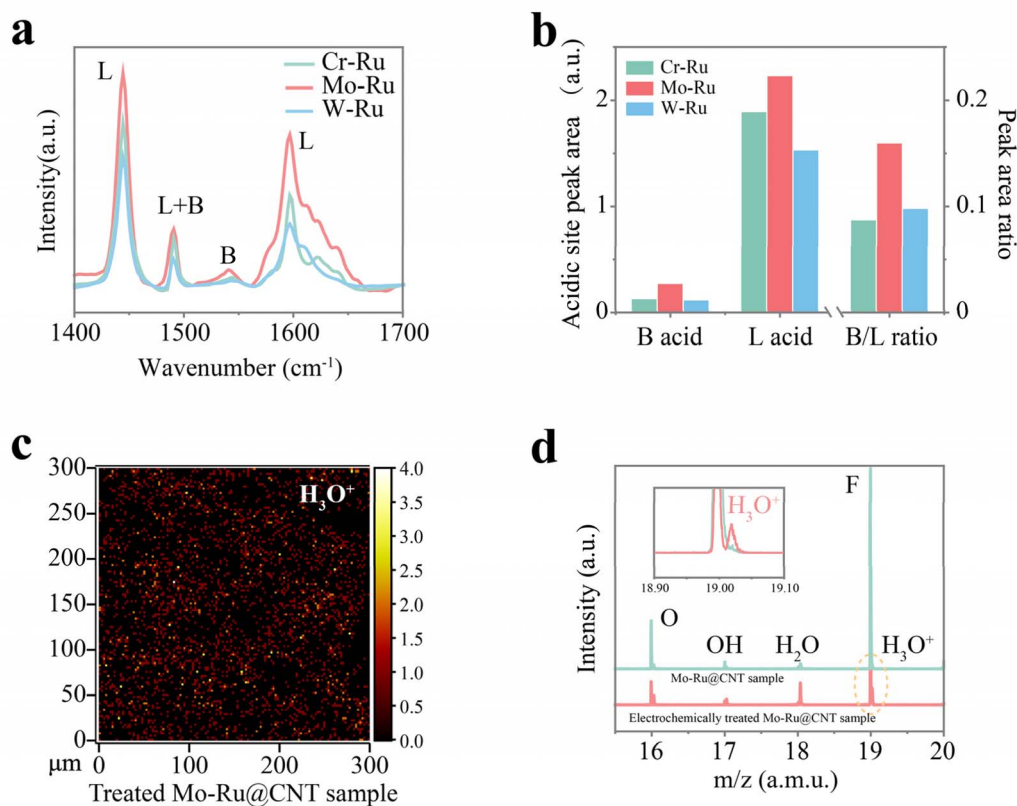 a
L
Cr-Ru
Mo-Ru
W-Ru
L
L+B
B
Intensity(a.u.)
1400 1500 1600 1700
Wavenumber (cm⁻¹)
b
Cr-Ru
Mo-Ru
W-Ru
2
1
0
0.2
0.1
0
Acidic site peak area (a.u.)
Peak area ratio
B acid L acid B/L ratio
c
300
250
200
150
100
50
0
μm
0 100 200 300
H₃O⁺
4.0
3.5
3.0
2.5
2.0
1.5
1.0
0.5
0.0
Treated Mo-Ru@CNT sample
d
F
H₃O⁺
18.90 19.00 19.10
O
OH
H₂O
H₃O⁺
Mo-Ru@CNT sample
Electrochemically treated Mo-Ru@CNT sample
Intensity (a.u.)
16 17 18 19 20
m/z (a.m.u.)